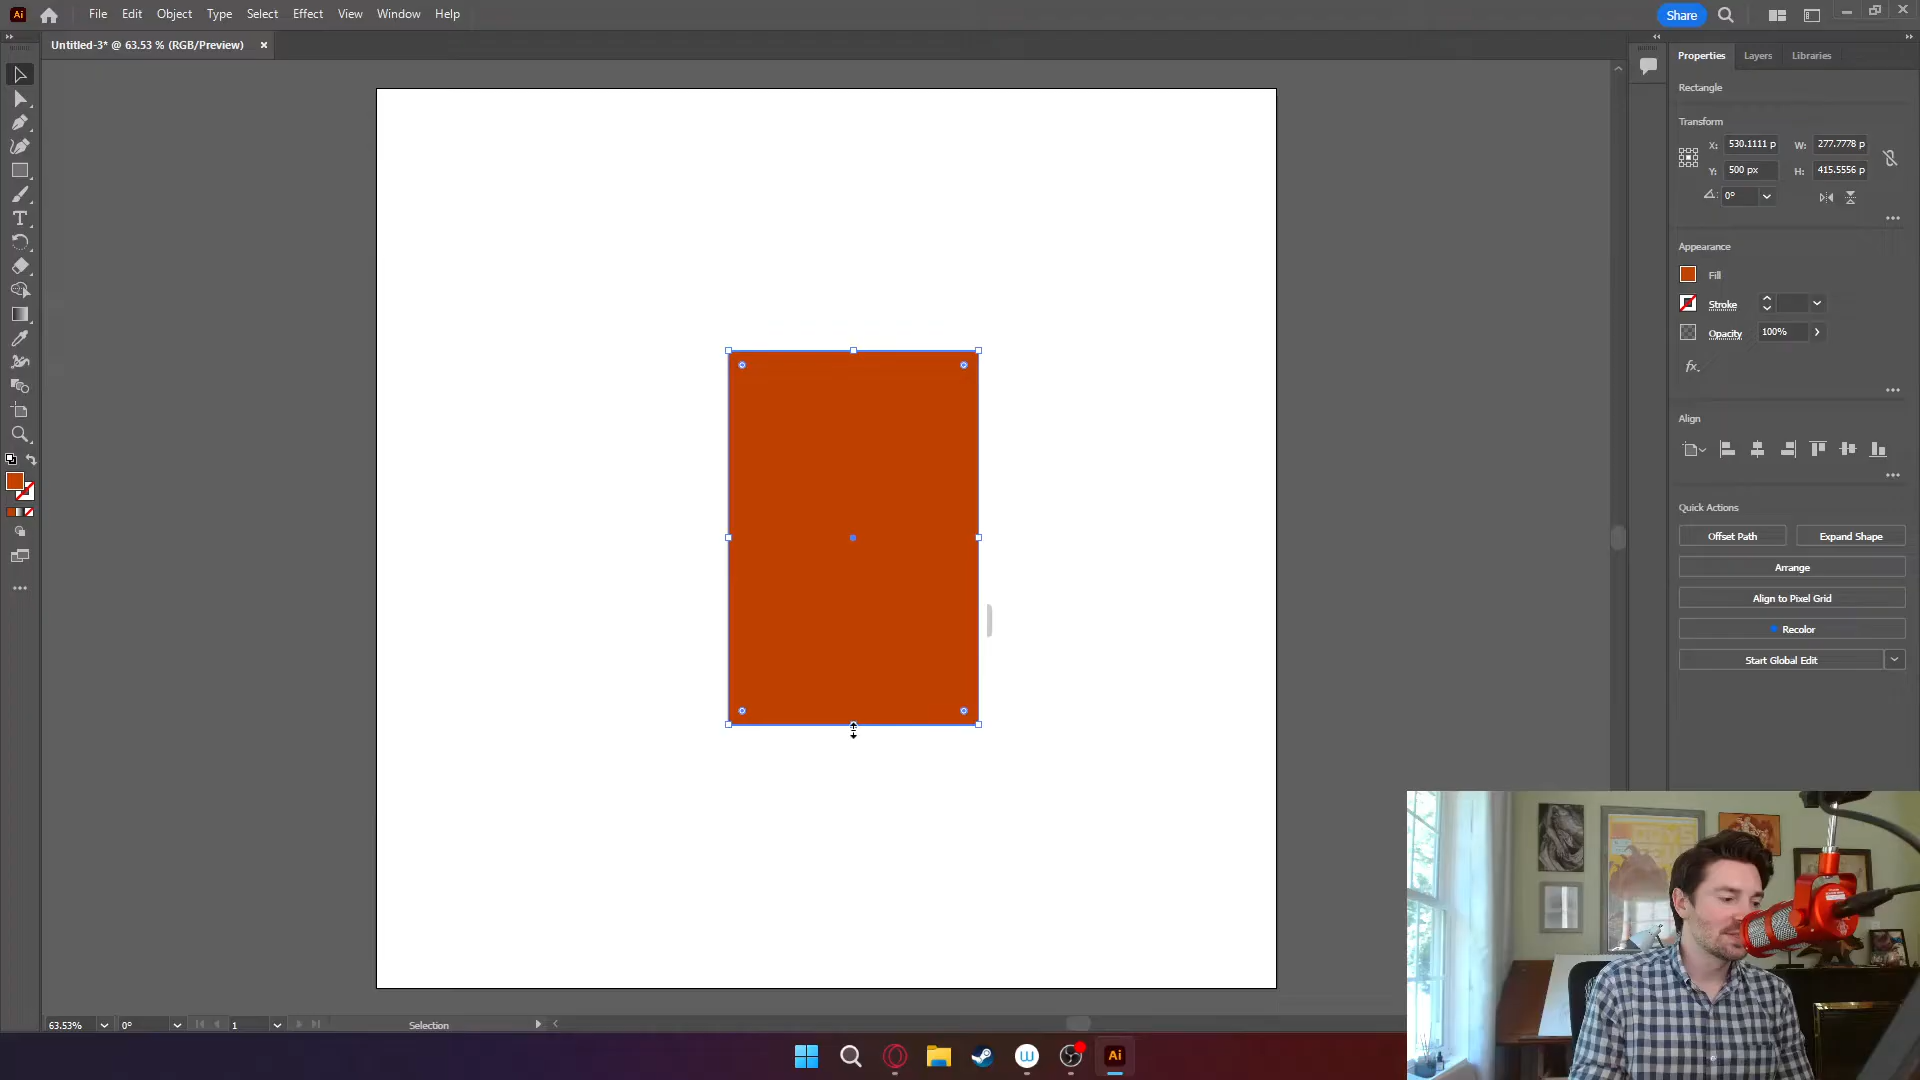 Ai File Edit Object Type Select Effect View Window Help Share
Untitled-3* @ 63.53 % (RGB/Preview) ×
Properties Layers Libraries
Rectangle
Transform
X: 530.1111 p W: 277.7778 p
Y: 500 px H: 415.5556 p
0°
Appearance
Fill
Stroke
Opacity 100%
fx.
Align
Quick Actions
Offset Path Expand Shape
Arrange
Align to Pixel Grid
Recolor
Start Global Edit
63.53% 0° 1 Selection
Ai